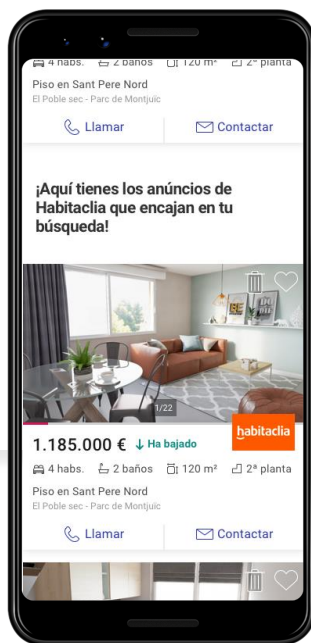 4 habs. 2 baños 120 m² 2ª planta
Piso en Sant Pere Nord
El Poble sec - Parc de Montjuïc
Llamar Contactar
¡Aquí tienes los anúncios de
Habitaclia que encajan en tu
búsqueda!
1/22
habitaclia
1.185.000 € Ha bajado
4 habs. 2 baños 120 m² 2ª planta
Piso en Sant Pere Nord
El Poble sec - Parc de Montjuïc
Llamar Contactar